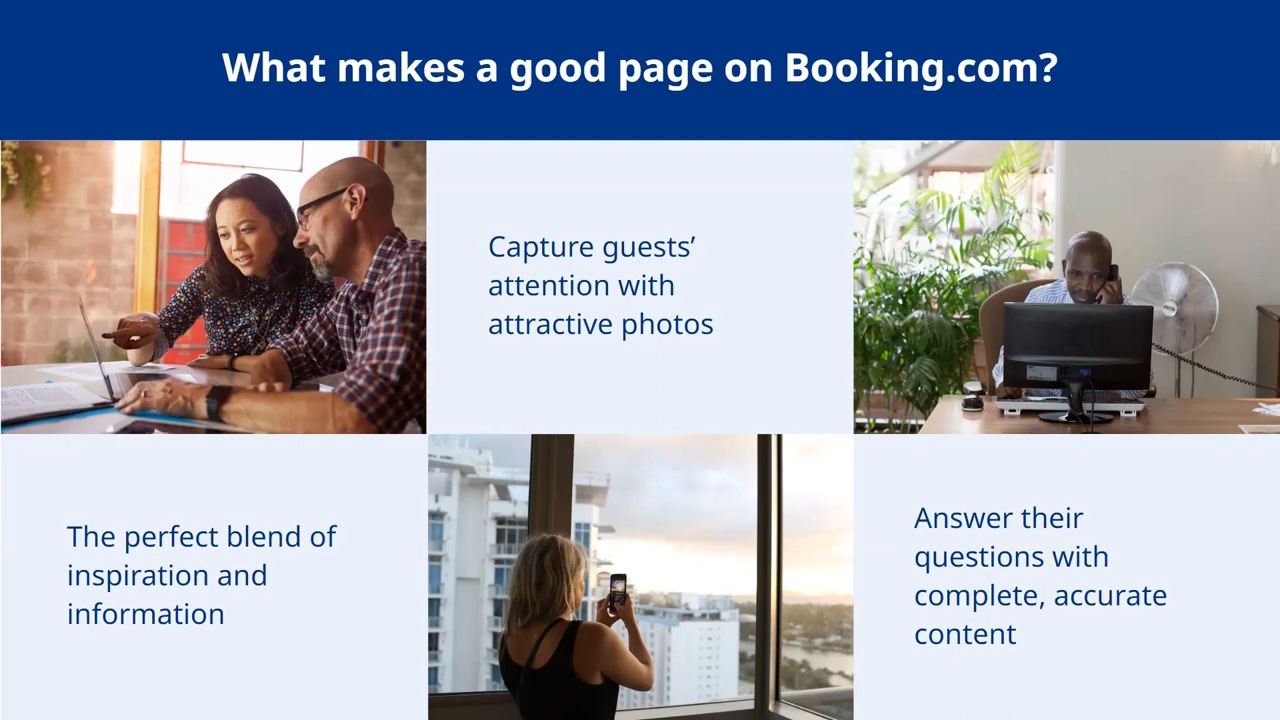 What makes a good page on Booking.com?
Capture guests’
attention with
attractive photos
The perfect blend of
inspiration and
information
Answer their
questions with
complete, accurate
content